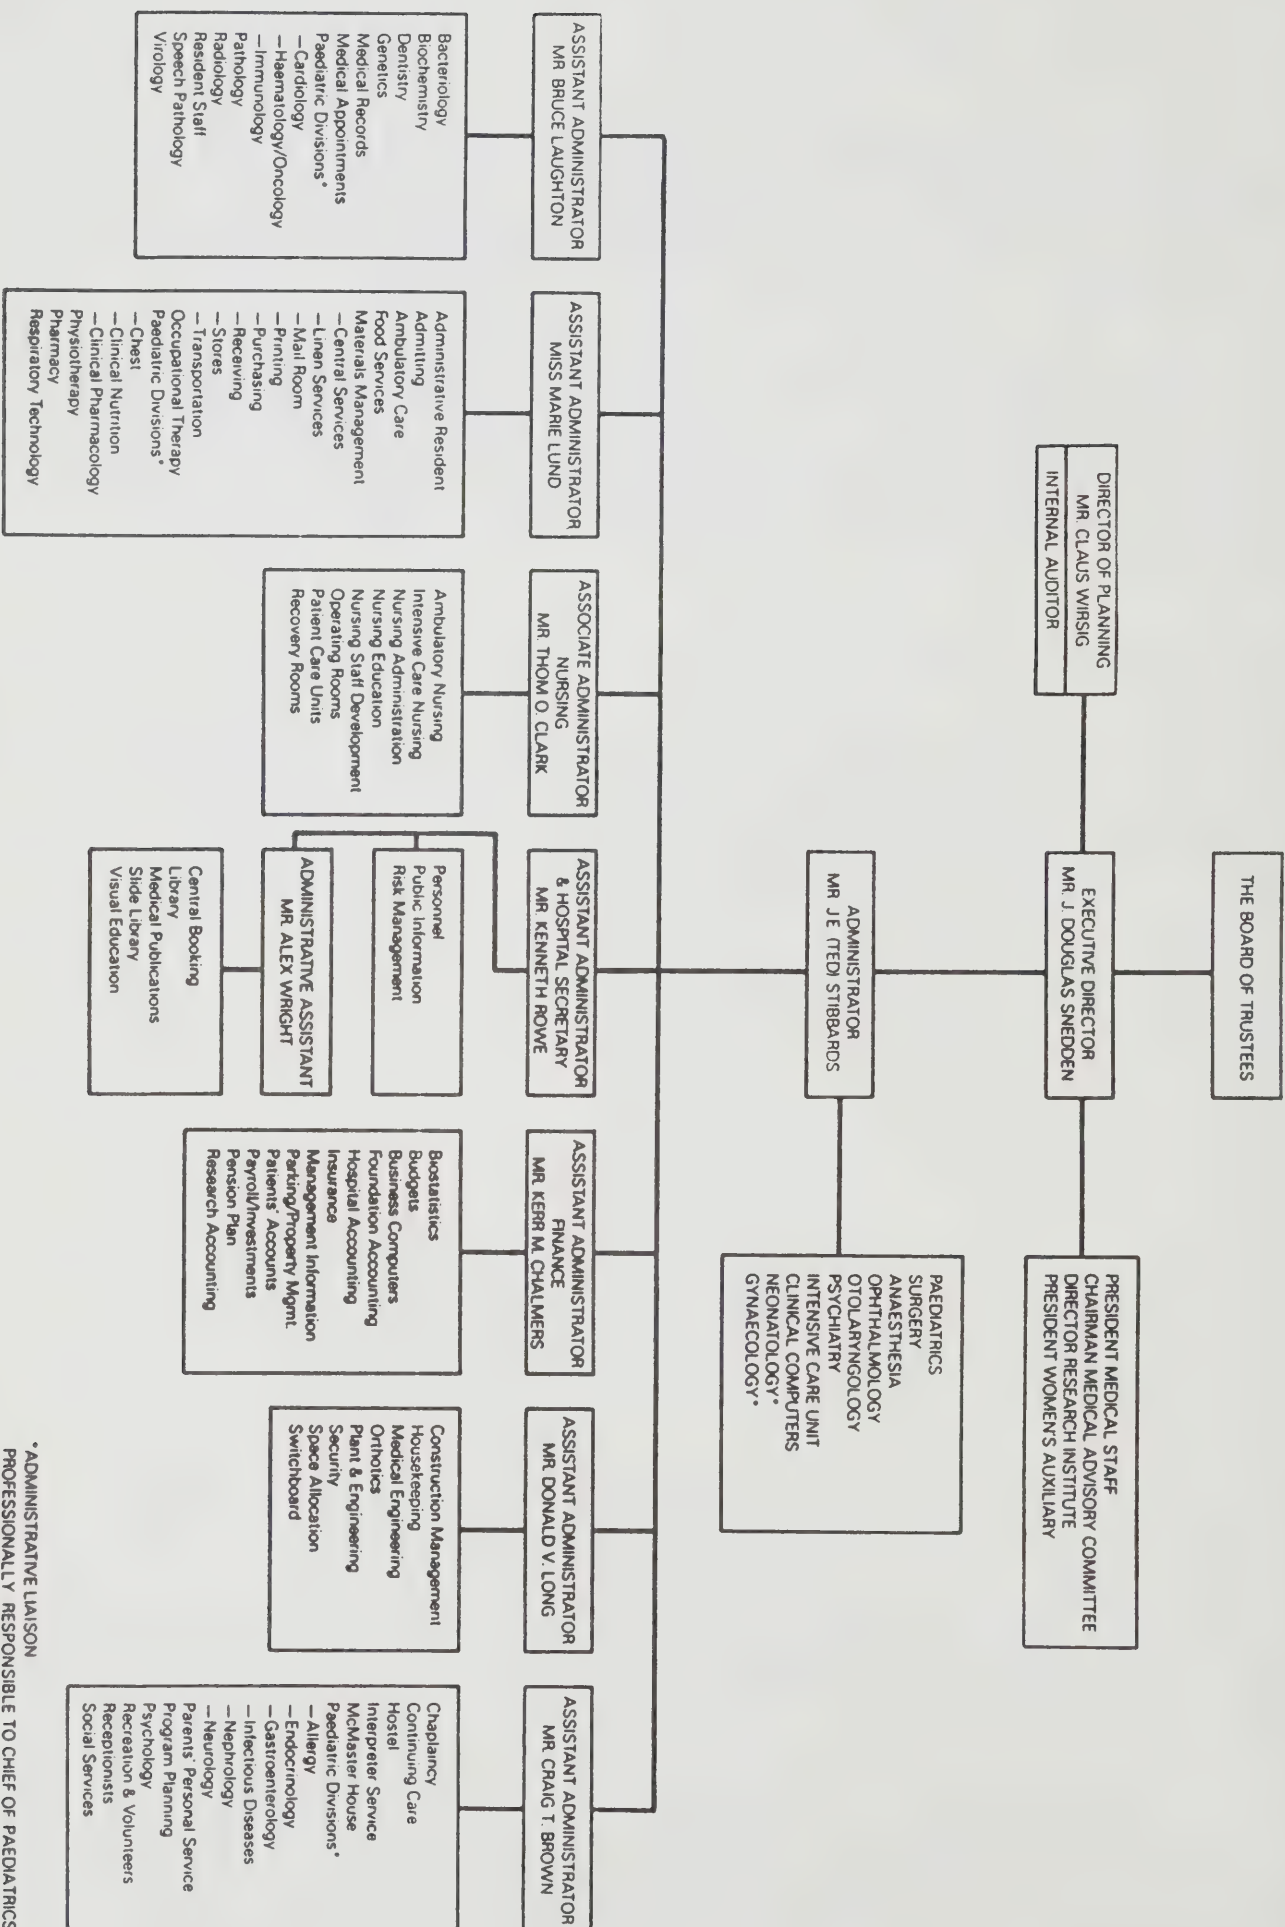 THE BOARD OF TRUSTEES
DIRECTOR OF PLANNING
MR. CLAUS WIRSIG
INTERNAL AUDITOR
EXECUTIVE DIRECTOR
MR. J. DOUGLAS SNEDDEN
PRESIDENT MEDICAL STAFF
CHAIRMAN MEDICAL ADVISORY COMMITTEE
DIRECTOR RESEARCH INSTITUTE
PRESIDENT WOMEN'S AUXILIARY
ADMINISTRATOR
MR J E (TED) STIBBARDS
PAEDIATRICS
SURGERY
ANAESTHESIA
OPHTHALMOLOGY
OTOLARYNGOLOGY
PSYCHIATRY
INTENSIVE CARE UNIT
CLINICAL COMPUTERS
NEONATOLOGY*
GYNAECOLOGY*
ASSISTANT ADMINISTRATOR
MR BRUCE LAUGHTON
Bacteriology
Biochemistry
Dentistry
Genetics
Medical Records
Medical Appointments
Paediatric Divisions*
—Cardiology
—Haematology/Oncology
—Immunology
Pathology
Radiology
Resident Staff
Speech Pathology
Virology
ASSISTANT ADMINISTRATOR
MISS MARIE LUND
Administrative Resident
Admitting
Ambulatory Care
Food Services
Materials Management
—Central Services
—Linen Services
—Mail Room
—Printing
—Purchasing
—Receiving
—Stores
—Transportation
Occupational Therapy
Paediatric Divisions*
—Chest
—Clinical Nutrition
—Clinical Pharmacology
Physiotherapy
Pharmacy
Respiratory Technology
ASSOCIATE ADMINISTRATOR
NURSING
MR. THOM O. CLARK
Ambulatory Nursing
Intensive Care Nursing
Nursing Administration
Nursing Education
Nursing Staff Development
Operating Rooms
Patient Care Units
Recovery Rooms
ASSISTANT ADMINISTRATOR
& HOSPITAL SECRETARY
MR KENNETH ROWE
Personnel
Public Information
Risk Management
ADMINISTRATIVE ASSISTANT
MR ALEX WRIGHT
Central Booking
Library
Medical Publications
Slide Library
Visual Education
ASSISTANT ADMINISTRATOR
FINANCE
MR KERR M. CHALMERS
Biostatistics
Budgets
Business Computers
Foundation Accounting
Hospital Accounting
Insurance
Management Information
Parking/Property Mgmt.
Patients' Accounts
Payroll/Investments
Pension Plan
Research Accounting
ASSISTANT ADMINISTRATOR
MR DONALD V. LONG
Construction Management
Housekeeping
Medical Engineering
Orthotics
Plant & Engineering
Security
Space Allocation
Switchboard
ASSISTANT ADMINISTRATOR
MR CRAIG T. BROWN
Chaplaincy
Continuing Care
Hostel
Interpreter Service
McMaster House
Paediatric Divisions*
—Allergy
—Endocrinology
—Gastroenterology
—Infectious Diseases
—Nephrology
—Neurology
Parents' Personal Service
Program Planning
Psychology
Recreation & Volunteers
Receptionists
Social Services
*ADMINISTRATIVE LIAISON
PROFESSIONALLY RESPONSIBLE TO CHIEF OF PAEDIATRICS